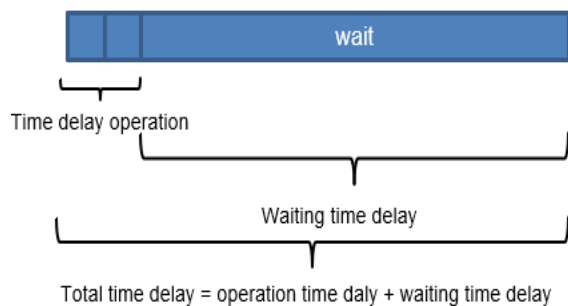 wait
Time delay operation
Waiting time delay
Total time delay = operation time daly + waiting time delay